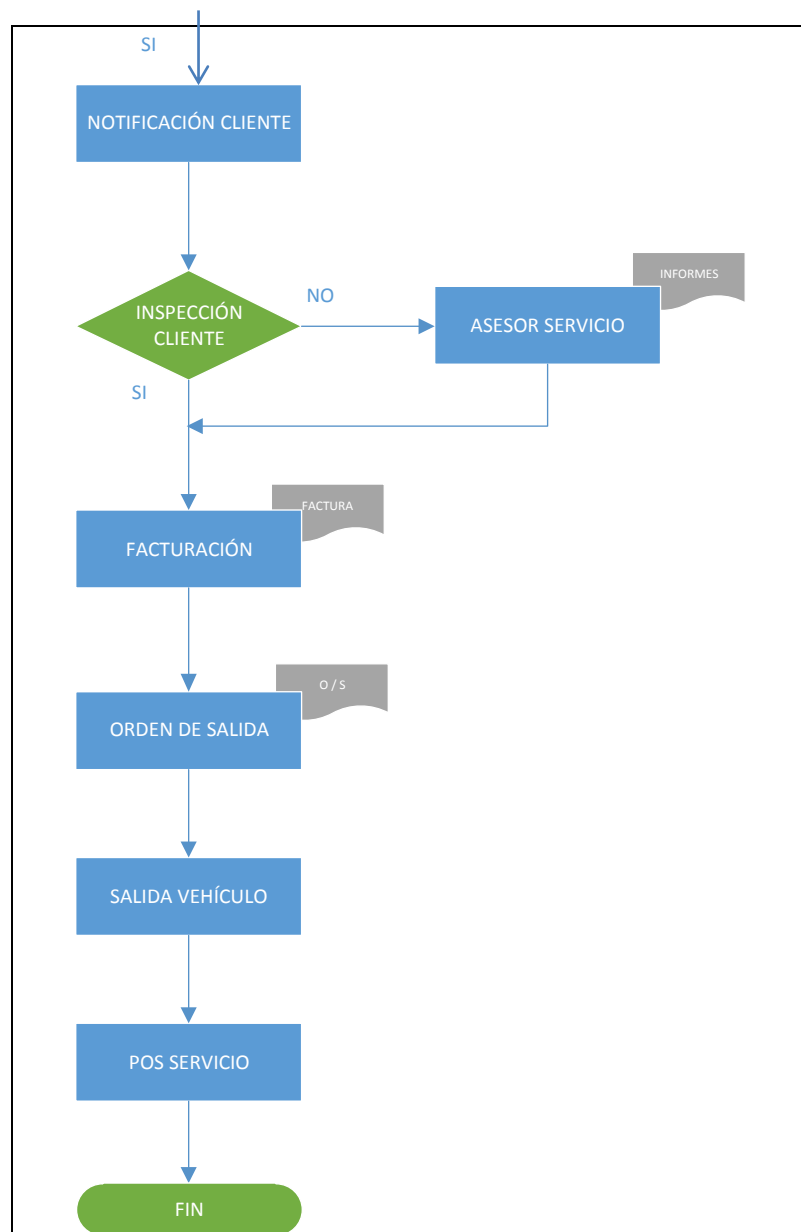 SI
NOTIFICACIÓN CLIENTE
INSPECCIÓN
CLIENTE
NO
INFORMES
ASESOR SERVICIO
SI
FACTURA
FACTURACIÓN
O / S
ORDEN DE SALIDA
SALIDA VEHÍCULO
POS SERVICIO
FIN